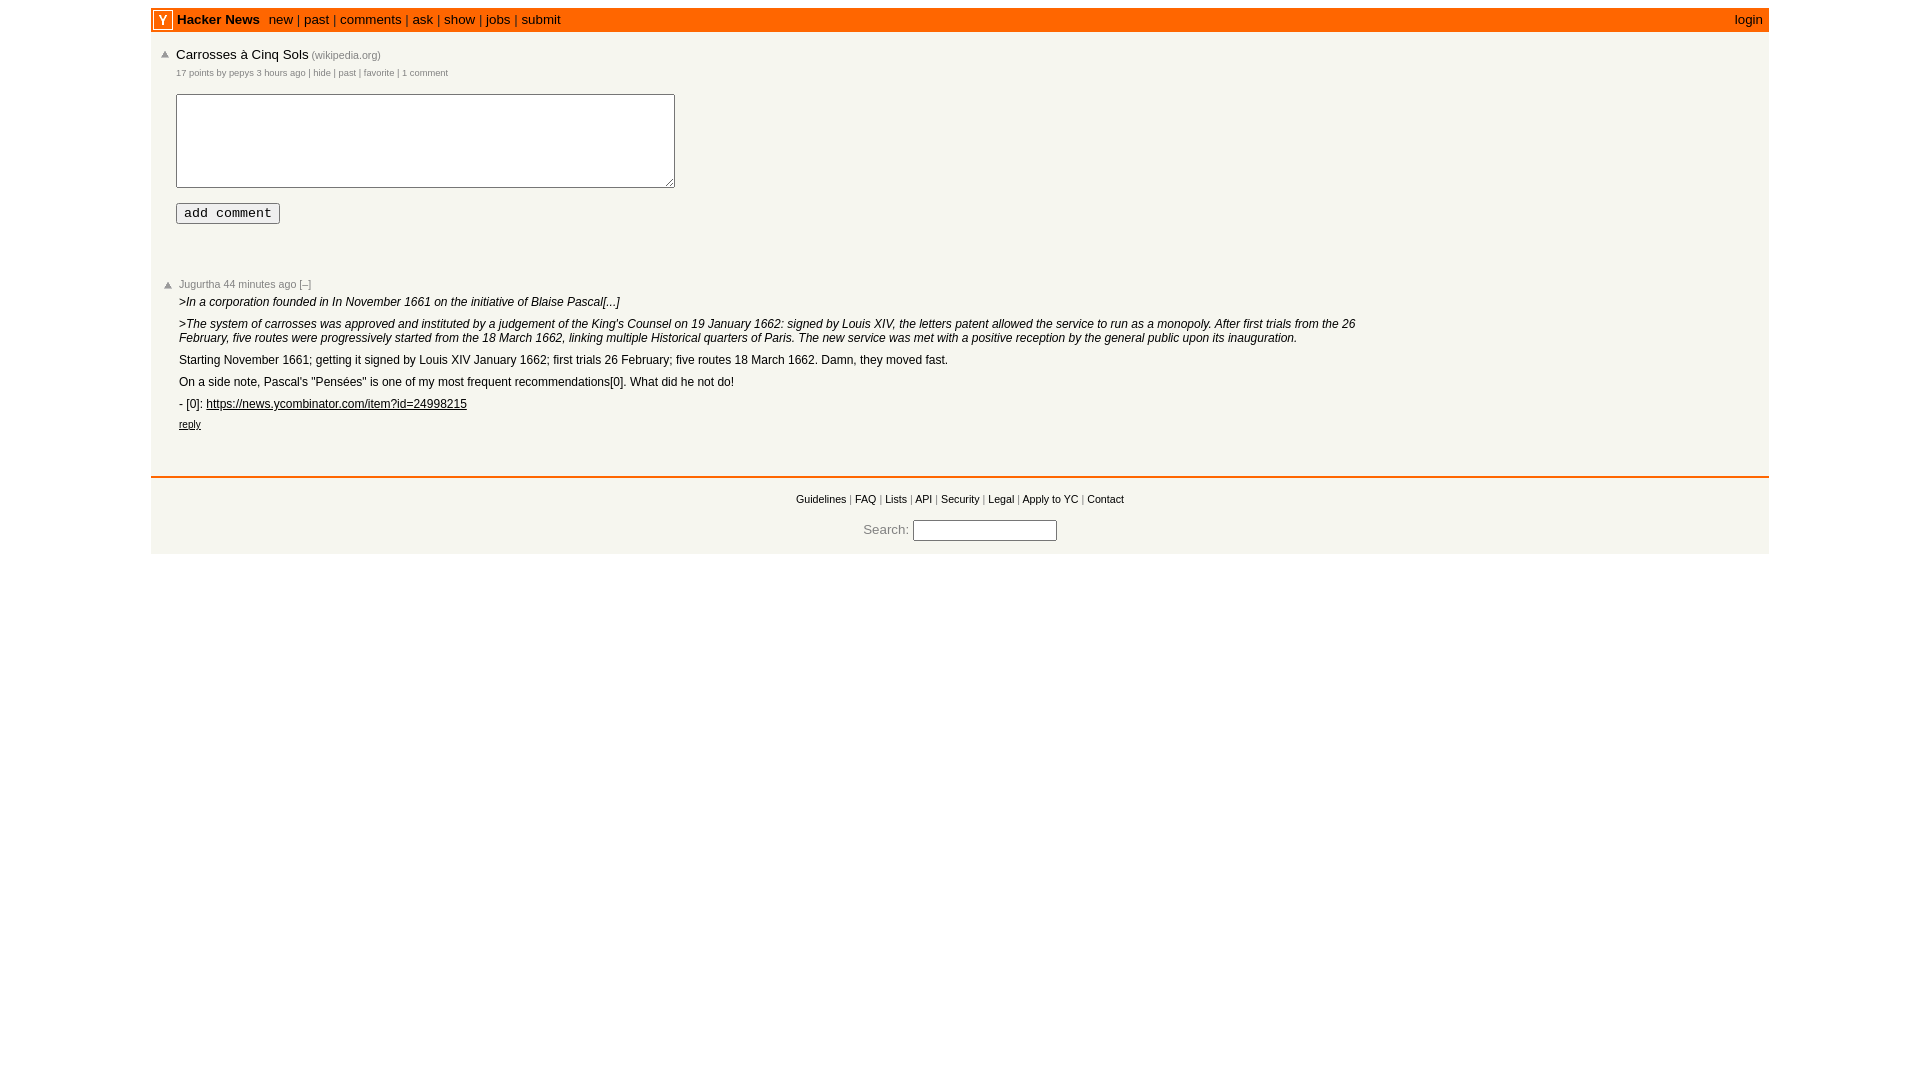 Y Hacker News new | past | comments | ask | show | jobs | submit login
Carrosses à Cinq Sols (wikipedia.org)
17 points by pepys 3 hours ago | hide | past | favorite | 1 comment
add comment
Jugurtha 44 minutes ago [–]
>In a corporation founded in In November 1661 on the initiative of Blaise Pascal[...]
>The system of carrosses was approved and instituted by a judgement of the King's Counsel on 19 January 1662: signed by Louis XIV, the letters patent allowed the service to run as a monopoly. After first trials from the 26
February, five routes were progressively started from the 18 March 1662, linking multiple Historical quarters of Paris. The new service was met with a positive reception by the general public upon its inauguration.
Starting November 1661; getting it signed by Louis XIV January 1662; first trials 26 February; five routes 18 March 1662. Damn, they moved fast.
On a side note, Pascal's "Pensées" is one of my most frequent recommendations[0]. What did he not do!
- [0]: https://news.ycombinator.com/item?id=24998215
reply
Guidelines | FAQ | Lists | API | Security | Legal | Apply to YC | Contact
Search: